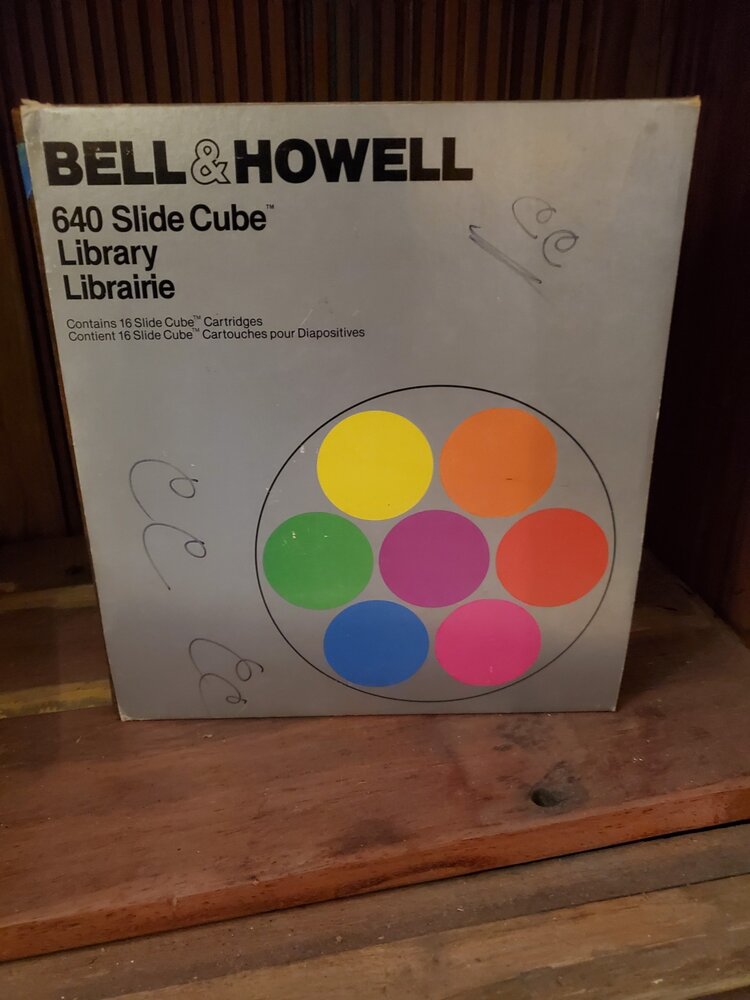 BELL & HOWELL
640 Slide Cube™
Library
Librairie
Contains 16 Slide Cube™ Cartridges
Contient 16 Slide Cube™ Cartouches pour Diapositives